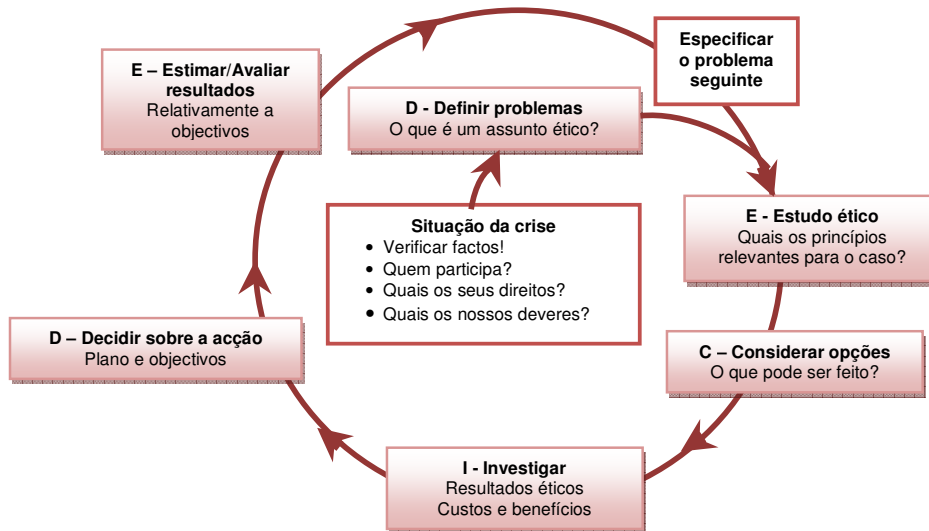 Situação da crise
• Verificar factos!
• Quem participa?
• Quais os seus direitos?
• Quais os nossos deveres?
D - Definir problemas
O que é um assunto ético?
E - Estudo ético
Quais os princípios
relevantes para o caso?
C – Considerar opções
O que pode ser feito?
I - Investigar
Resultados éticos
Custos e benefícios
D – Decidir sobre a acção
Plano e objectivos
E – Estimar/Avaliar
resultados
Relativamente a
objectivos
Especificar
o problema
seguinte